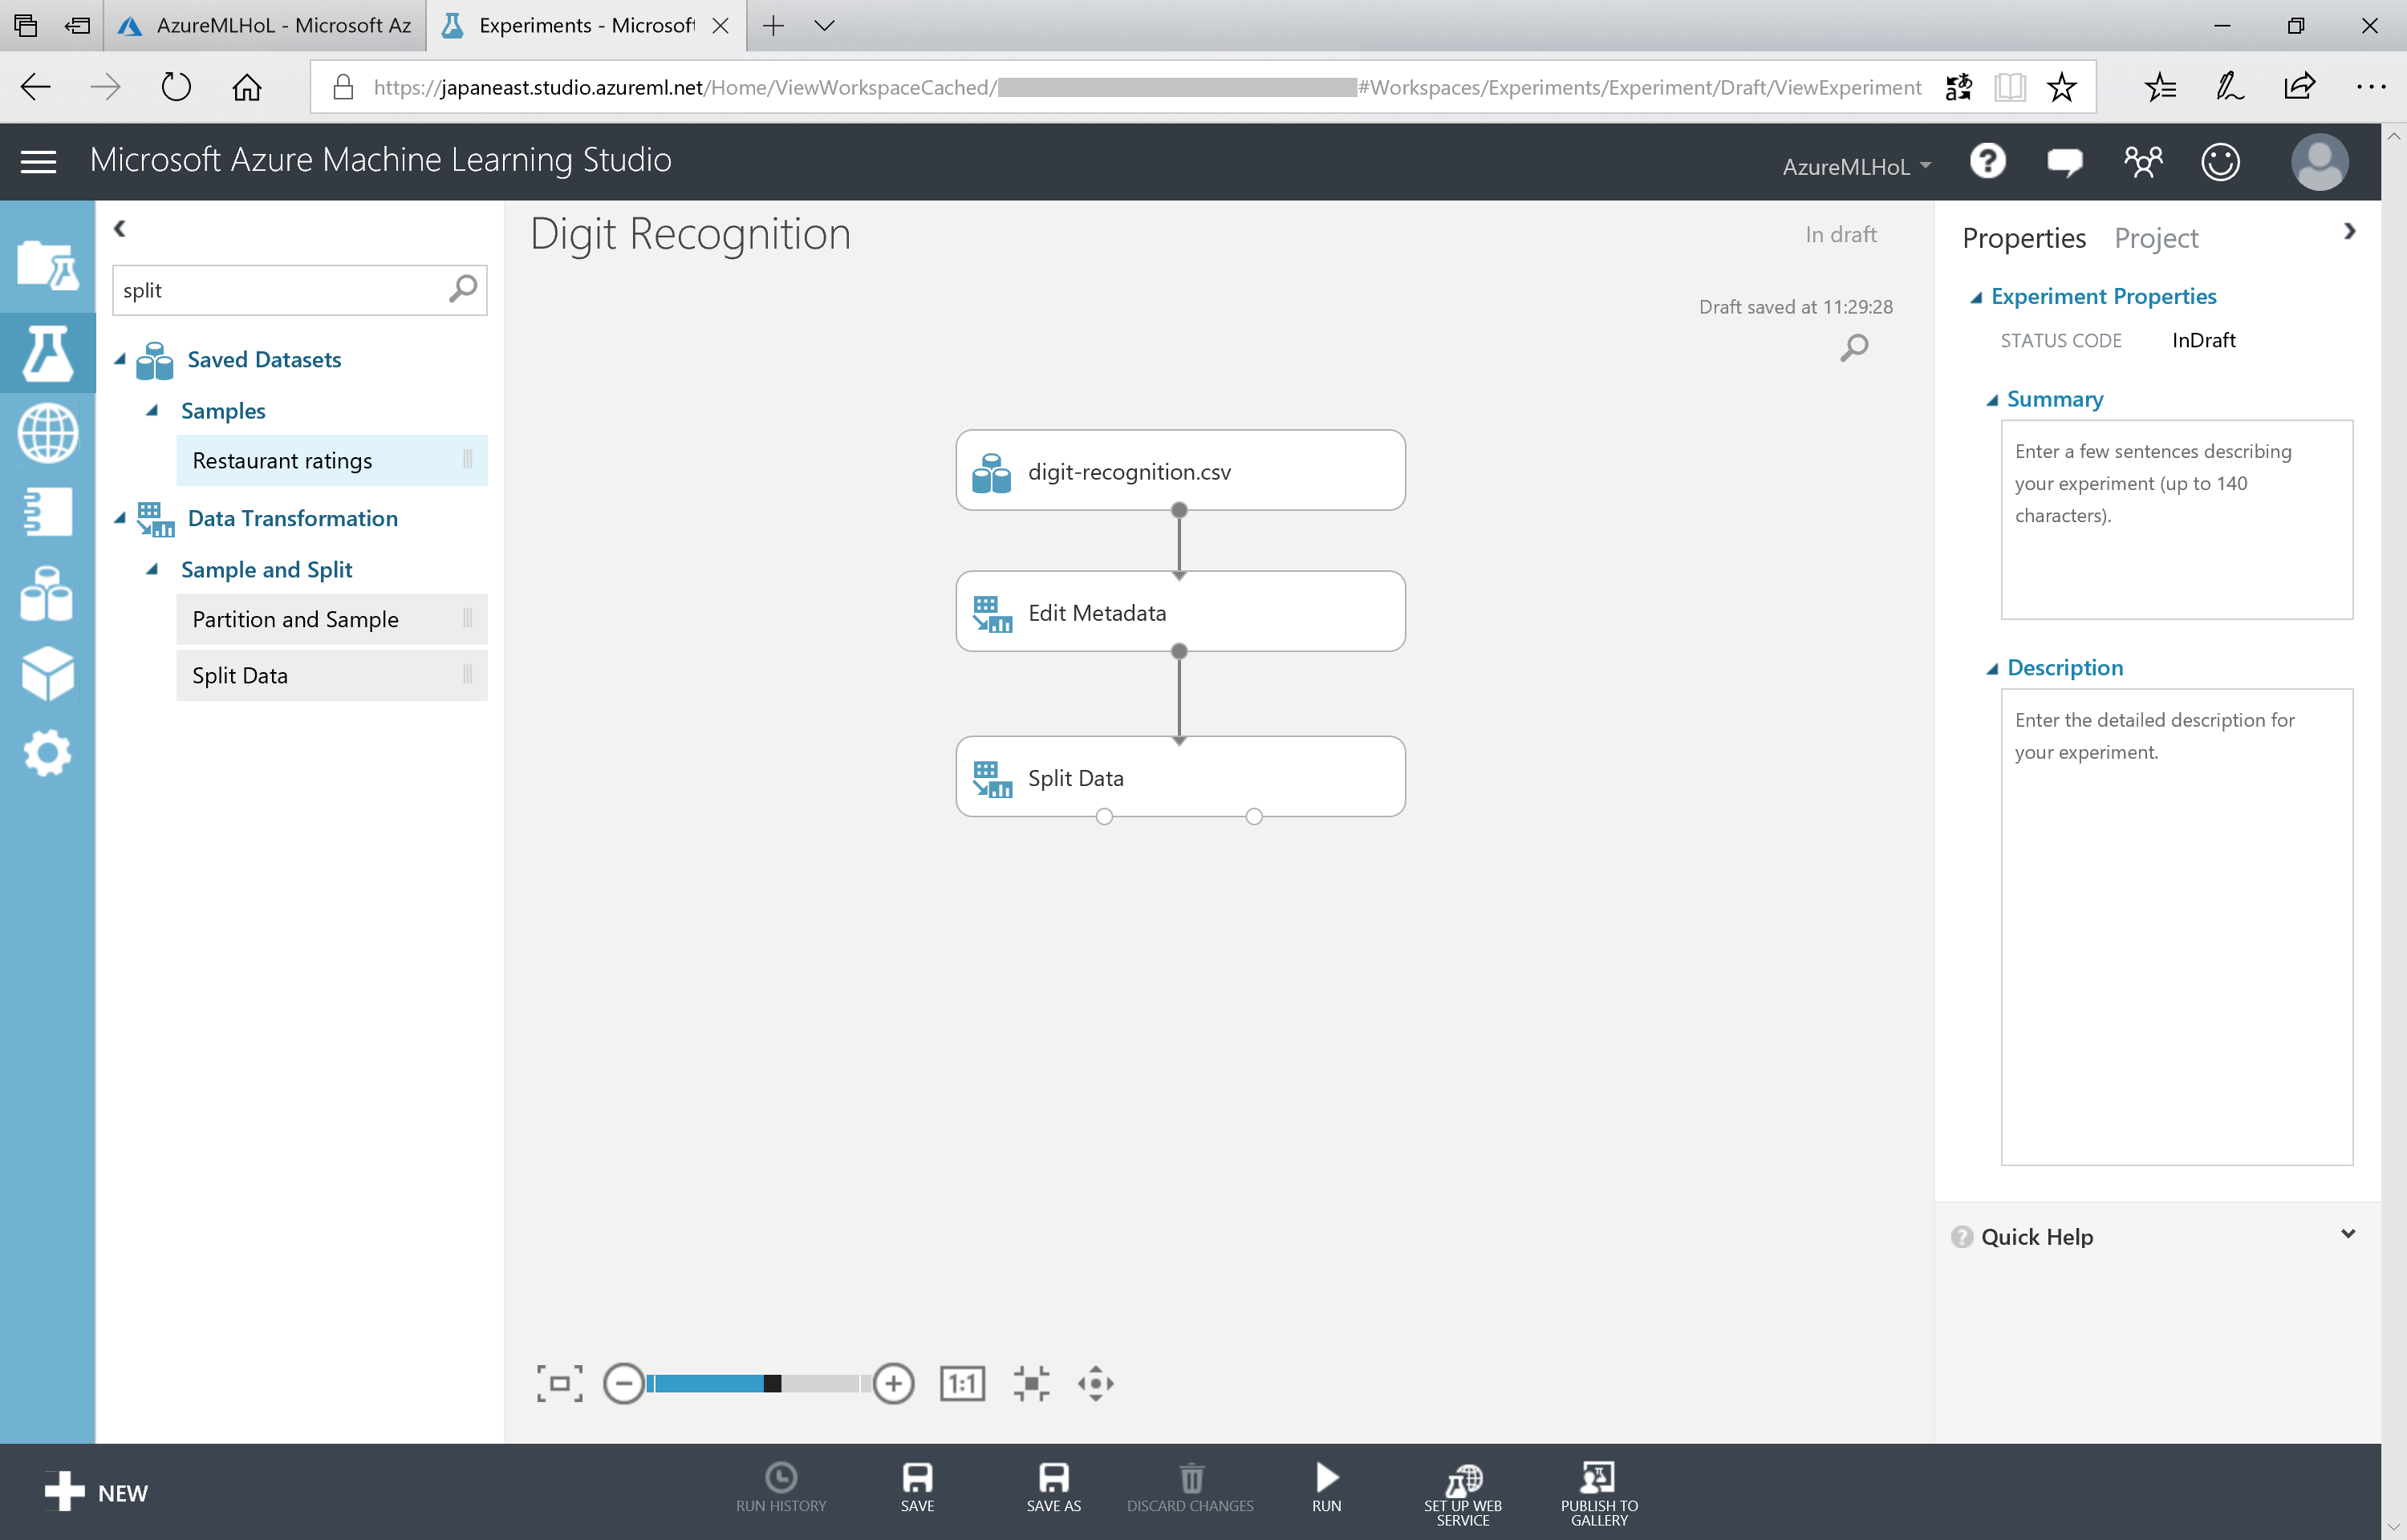 AzureMLHoL - Microsoft Az
Experiments - Microsof
https://japaneast.studio.azureml.net/Home/ViewWorkspaceCached/ #Workspaces/Experiments/Experiment/Draft/ViewExperiment
Microsoft Azure Machine Learning Studio
AzureMLHoL
split
Saved Datasets
Samples
Restaurant ratings
Data Transformation
Sample and Split
Partition and Sample
Split Data
Digit Recognition
In draft
Draft saved at 11:29:28
digit-recognition.csv
Edit Metadata
Split Data
1:1
Properties Project
Experiment Properties
STATUS CODE InDraft
Summary
Enter a few sentences describing
your experiment (up to 140
characters).
Description
Enter the detailed description for
your experiment.
Quick Help
NEW
RUN HISTORY
SAVE
SAVE AS
DISCARD CHANGES
RUN
SET UP WEB
SERVICE
PUBLISH TO
GALLERY